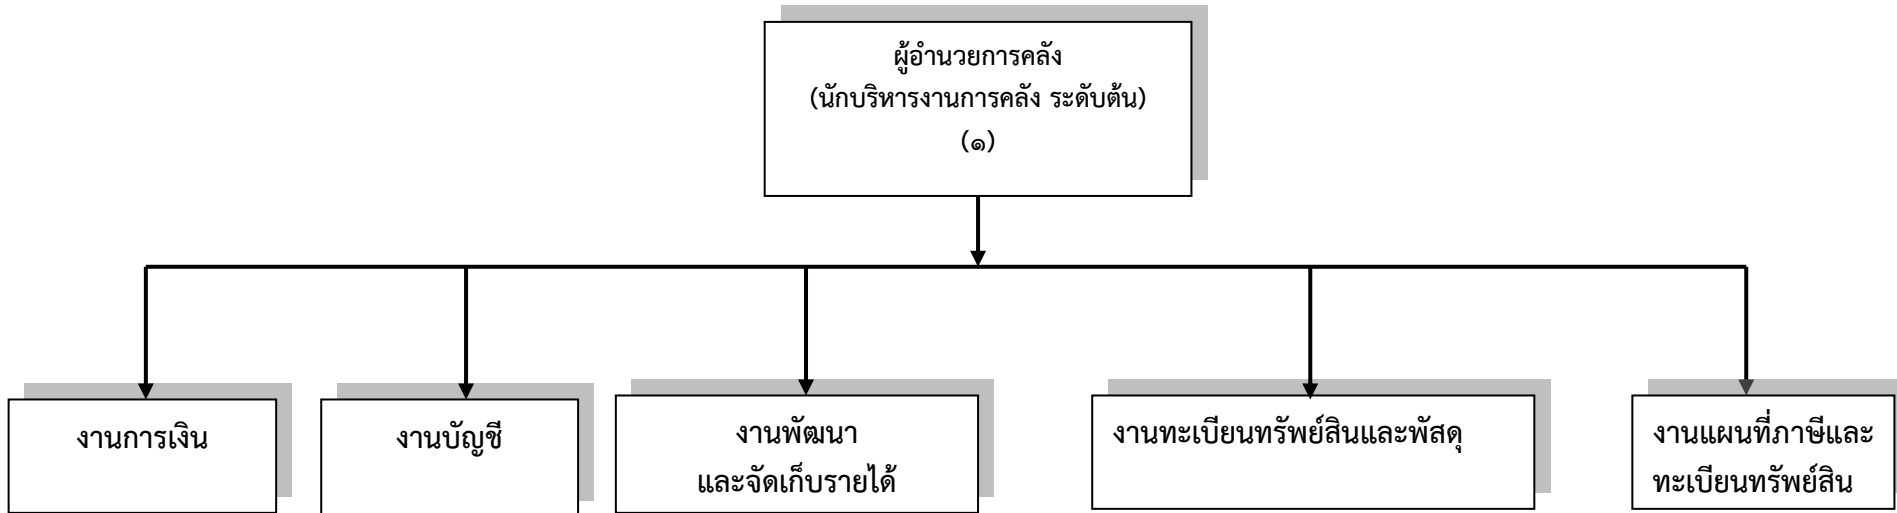 ผู้อำนวยการคลัง
(นักบริหารงานการคลัง ระดับต้น)
(๑)
งานการเงิน
งานบัญชี
งานพัฒนา
และจัดเก็บรายได้
งานทะเบียนทรัพย์สินและพัสดุ
งานแผนที่ภาษีและ
ทะเบียนทรัพย์สิน